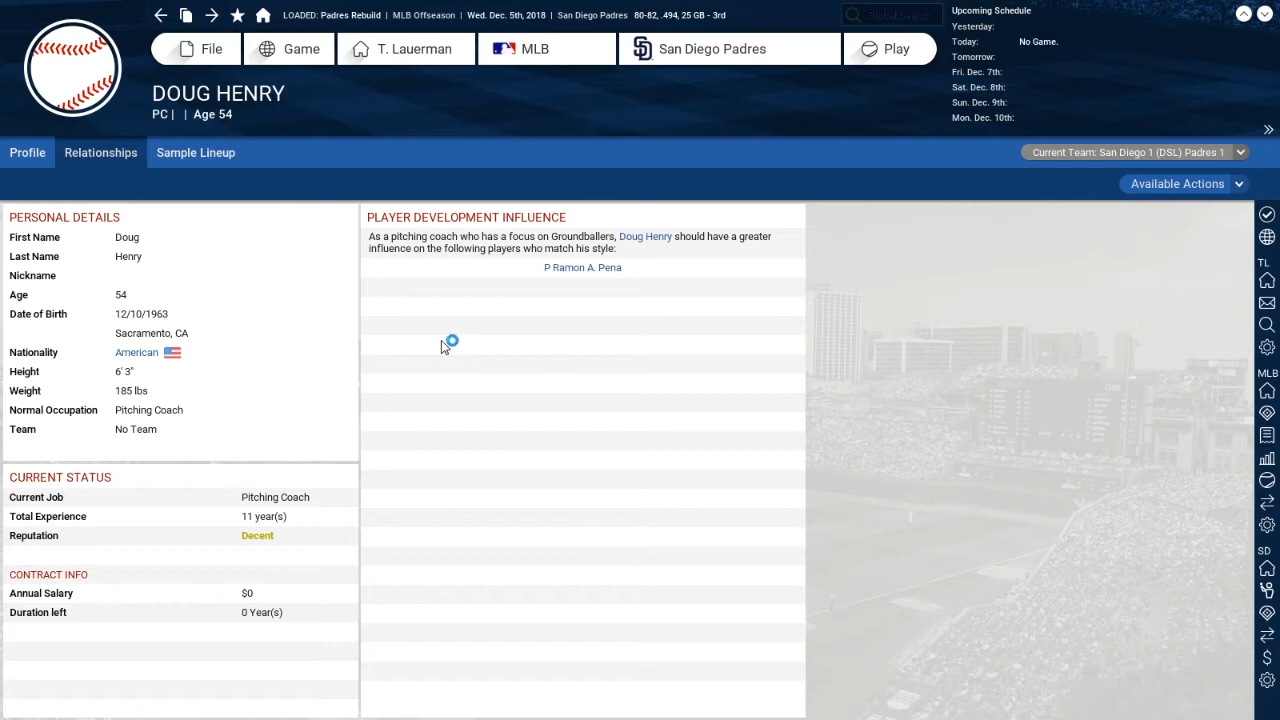 LOADED: Padres Rebuild | MLB Offseason | Wed. Dec. 5th, 2018 | San Diego Padres 80-82, .494, 25 GB - 3rd
Global Search
Upcoming Schedule
Yesterday:
Today: No Game.
Tomorrow:
Fri. Dec. 7th:
Sat. Dec. 8th:
Sun. Dec. 9th:
Mon. Dec. 10th:
File
Game
T. Lauerman
MLB
San Diego Padres
Play
DOUG HENRY
PC | | Age 54
Profile
Relationships
Sample Lineup
Current Team: San Diego 1 (DSL) Padres 1
Available Actions
PERSONAL DETAILS
First Name Doug
Last Name Henry
Nickname
Age 54
Date of Birth 12/10/1963
Sacramento, CA
Nationality American
Height 6' 3"
Weight 185 lbs
Normal Occupation Pitching Coach
Team No Team
CURRENT STATUS
Current Job Pitching Coach
Total Experience 11 year(s)
Reputation Decent
CONTRACT INFO
Annual Salary $0
Duration left 0 Year(s)
PLAYER DEVELOPMENT INFLUENCE
As a pitching coach who has a focus on Groundballers, Doug Henry should have a greater
influence on the following players who match his style:
P Ramon A. Pena
TL
MLB
SD
$